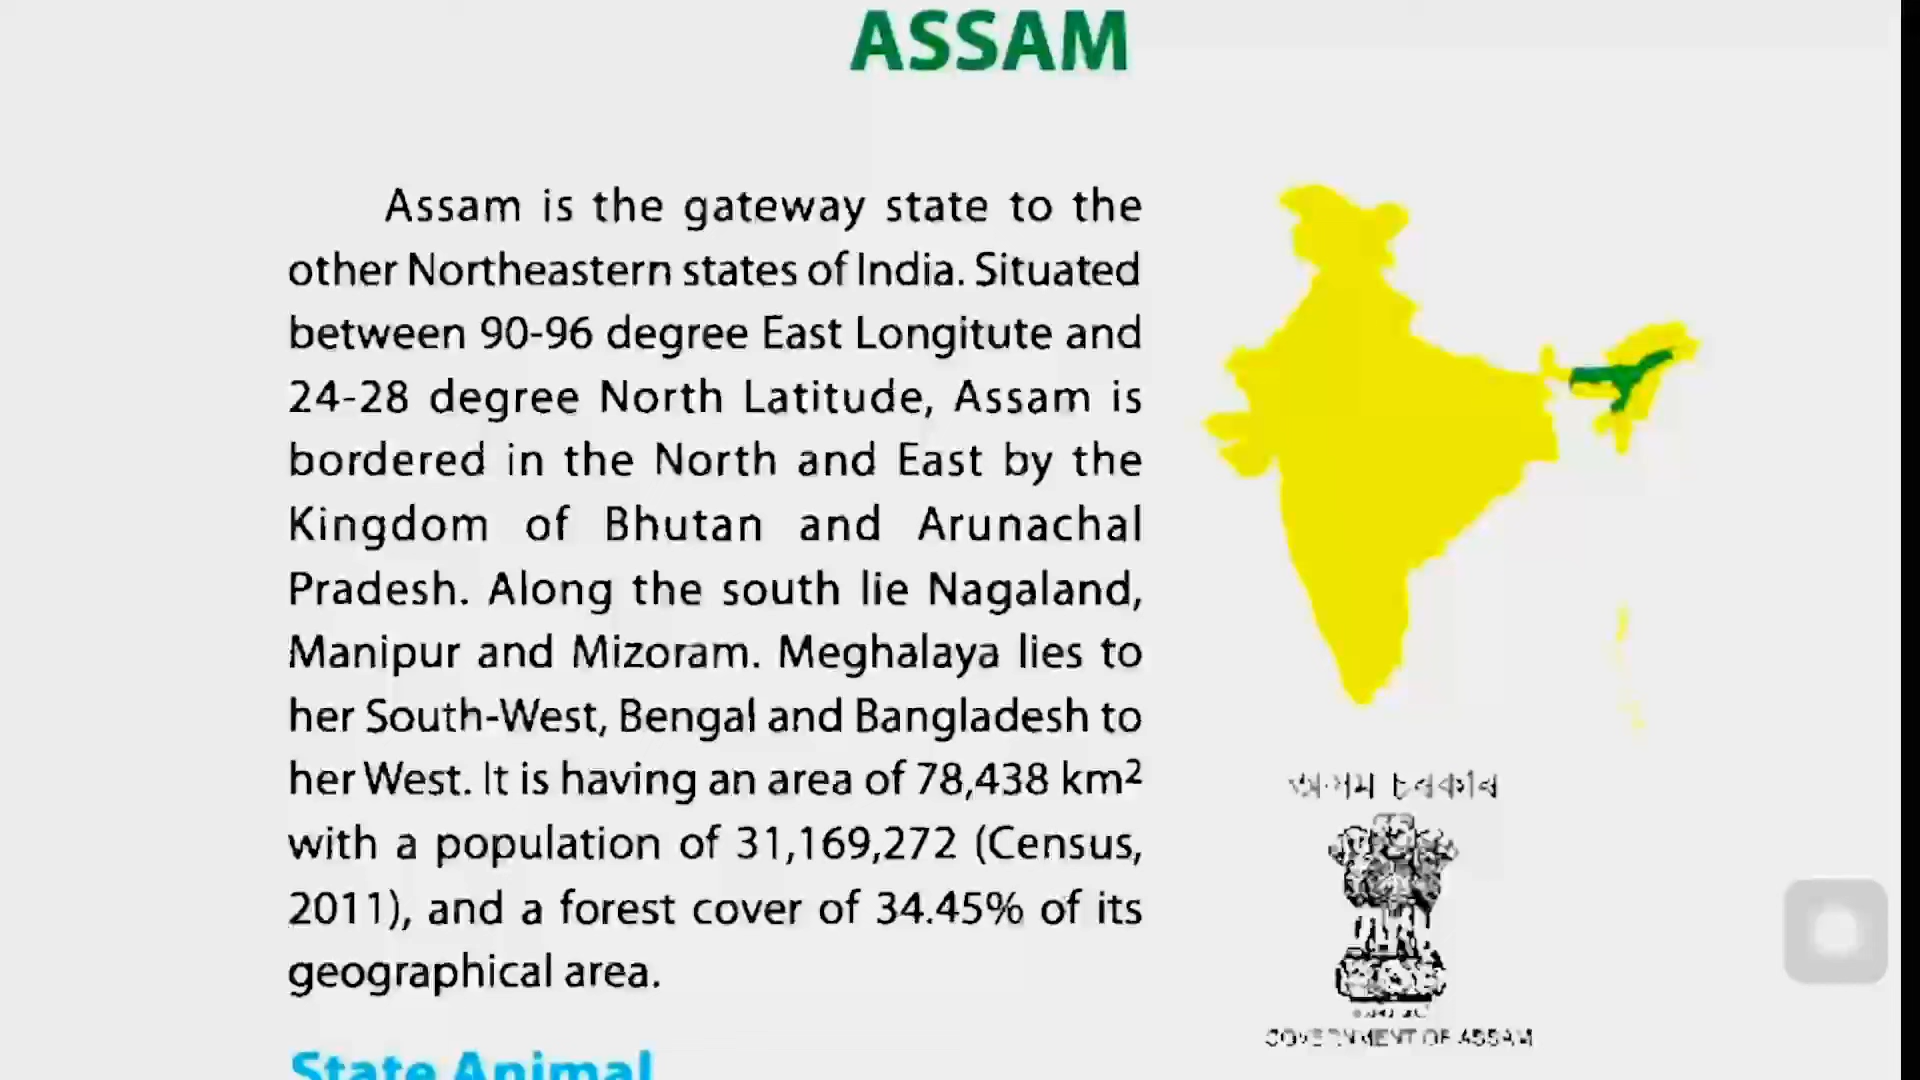 ASSAM
Assam is the gateway state to the
other Northeastern states of India. Situated
between 90-96 degree East Longitute and
24-28 degree North Latitude, Assam is
bordered in the North and East by the
Kingdom of Bhutan and Arunachal
Pradesh. Along the south lie Nagaland,
Manipur and Mizoram. Meghalaya lies to
her South-West, Bengal and Bangladesh to
her West. It is having an area of 78,438 km²
with a population of 31,169,272 (Census,
2011), and a forest cover of 34.45% of its
geographical area.
GOVERNMENT OF ASSAM
State Animal